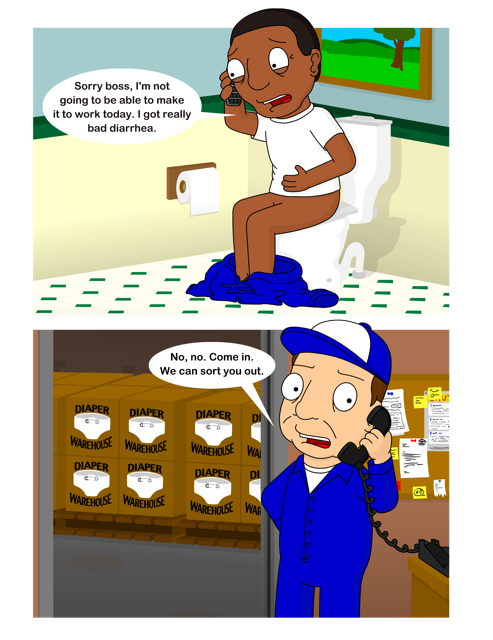 Sorry boss, I'm not
going to be able to make
it to work today. I got really
bad diarrhea.
No, no. Come in.
We can sort you out.
DIAPER
WAREHOUSE
DIAPER
WAREHOUSE
DIAPER
WAREHOUSE
DIAPER
WAREHOUSE
DIAPER
WAREHOUSE
DIAPER
WAREHOUSE